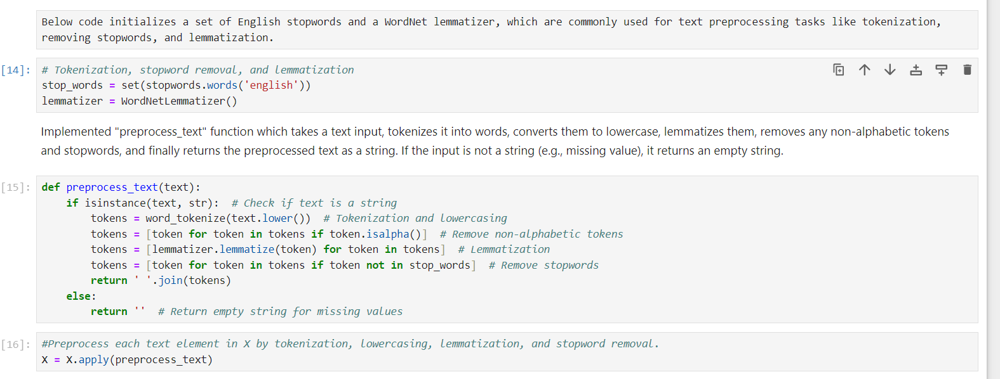 Below code initializes a set of English stopwords and a WordNet lemmatizer, which are commonly used for text preprocessing tasks like tokenization,
removing stopwords, and lemmatization.
[14]: # Tokenization, stopword removal, and lemmatization
stop_words = set(stopwords.words('english'))
lemmatizer = WordNetLemmatizer()
Implemented "preprocess_text" function which takes a text input, tokenizes it into words, converts them to lowercase, lemmatizes them, removes any non-alphabetic tokens
and stopwords, and finally returns the preprocessed text as a string. If the input is not a string (e.g., missing value), it returns an empty string.
[15]: def preprocess_text(text):
    if isinstance(text, str):  # Check if text is a string
        tokens = word_tokenize(text.lower())  # Tokenization and lowercasing
        tokens = [token for token in tokens if token.isalpha()]  # Remove non-alphabetic tokens
        tokens = [lemmatizer.lemmatize(token) for token in tokens]  # Lemmatization
        tokens = [token for token in tokens if token not in stop_words]  # Remove stopwords
        return ' '.join(tokens)
    else:
        return ''  # Return empty string for missing values
[16]: #Preprocess each text element in X by tokenization, lowercasing, lemmatization, and stopword removal.
X = X.apply(preprocess_text)